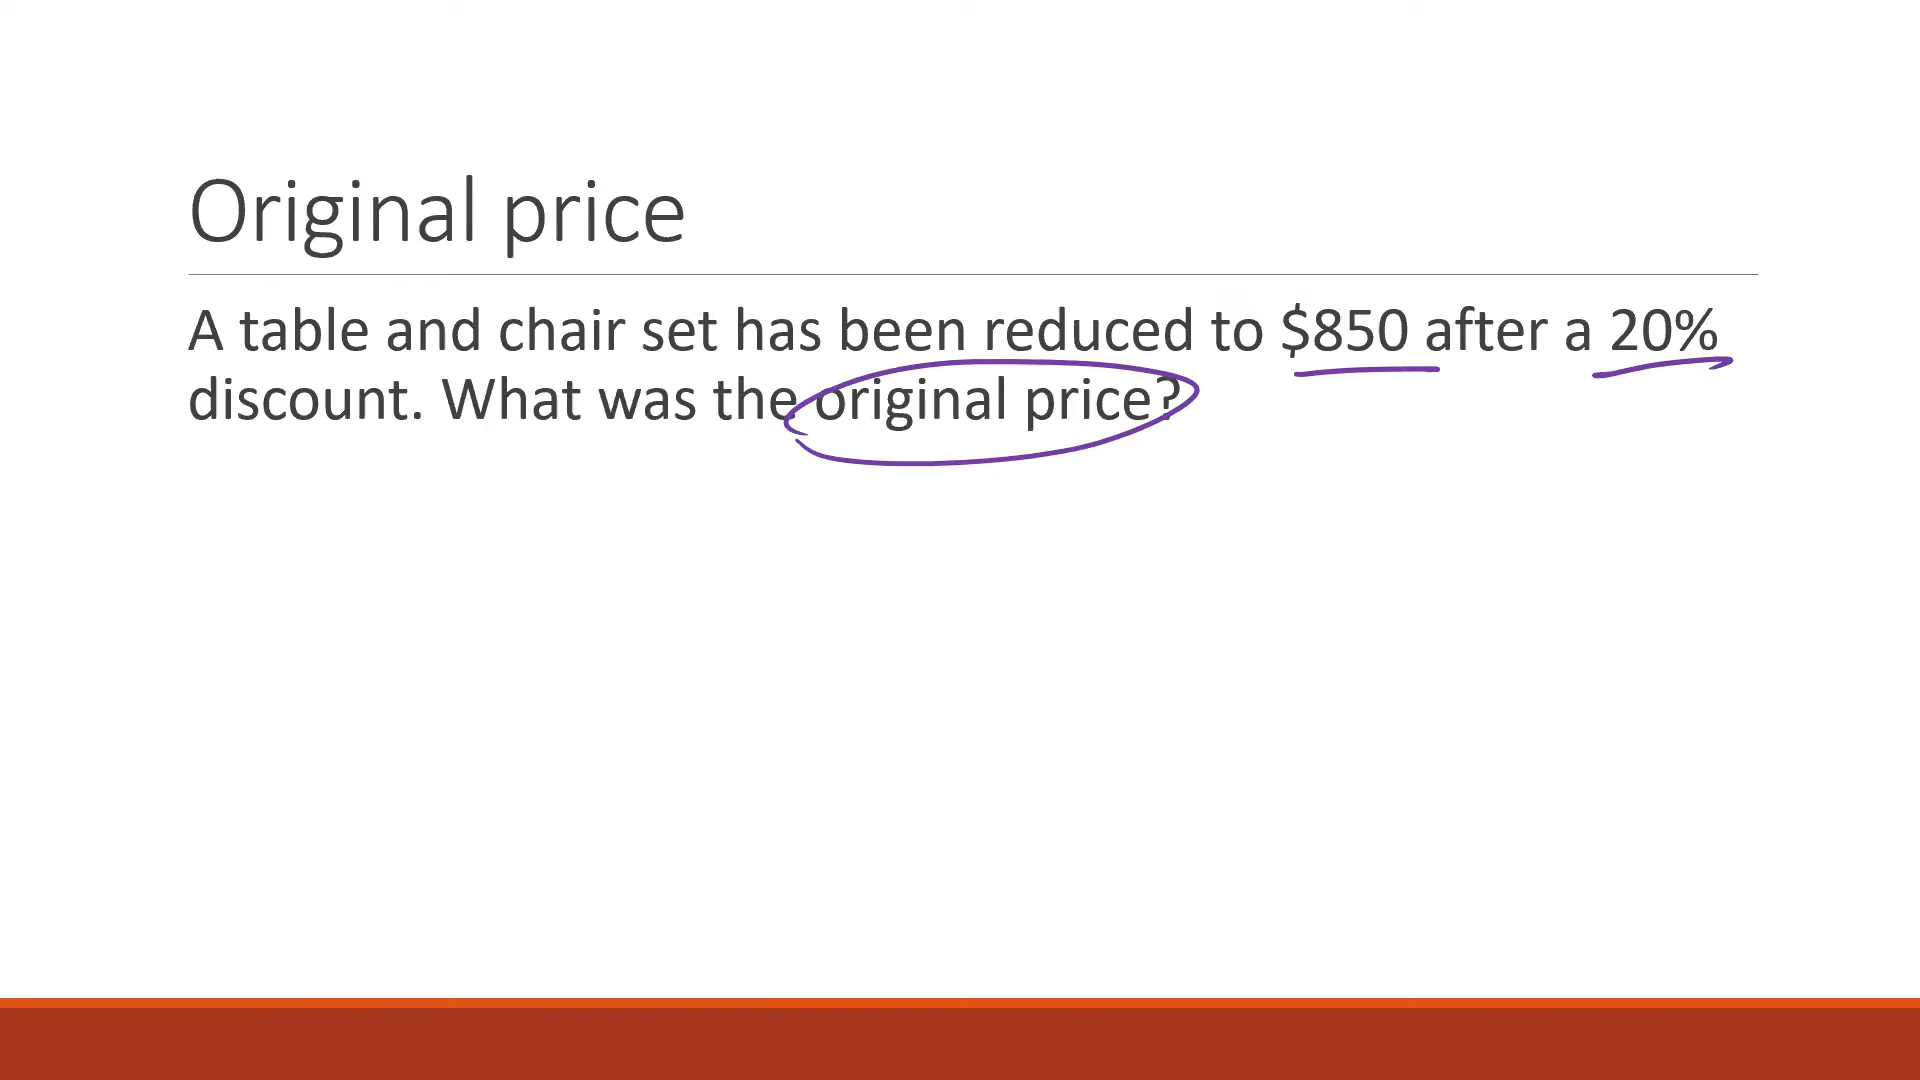 Original price
A table and chair set has been reduced to $850 after a 20%
discount. What was the original price?